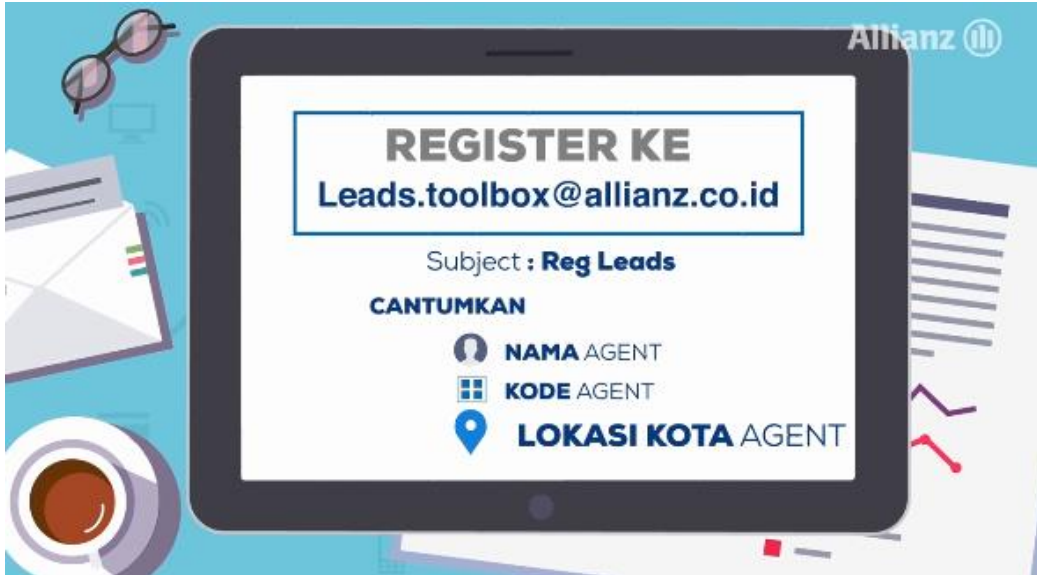 Allianz
REGISTER KE
Leads.toolbox@allianz.co.id
Subject : Reg Leads
CANTUMKAN
NAMA AGENT
KODE AGENT
LOKASI KOTA AGENT